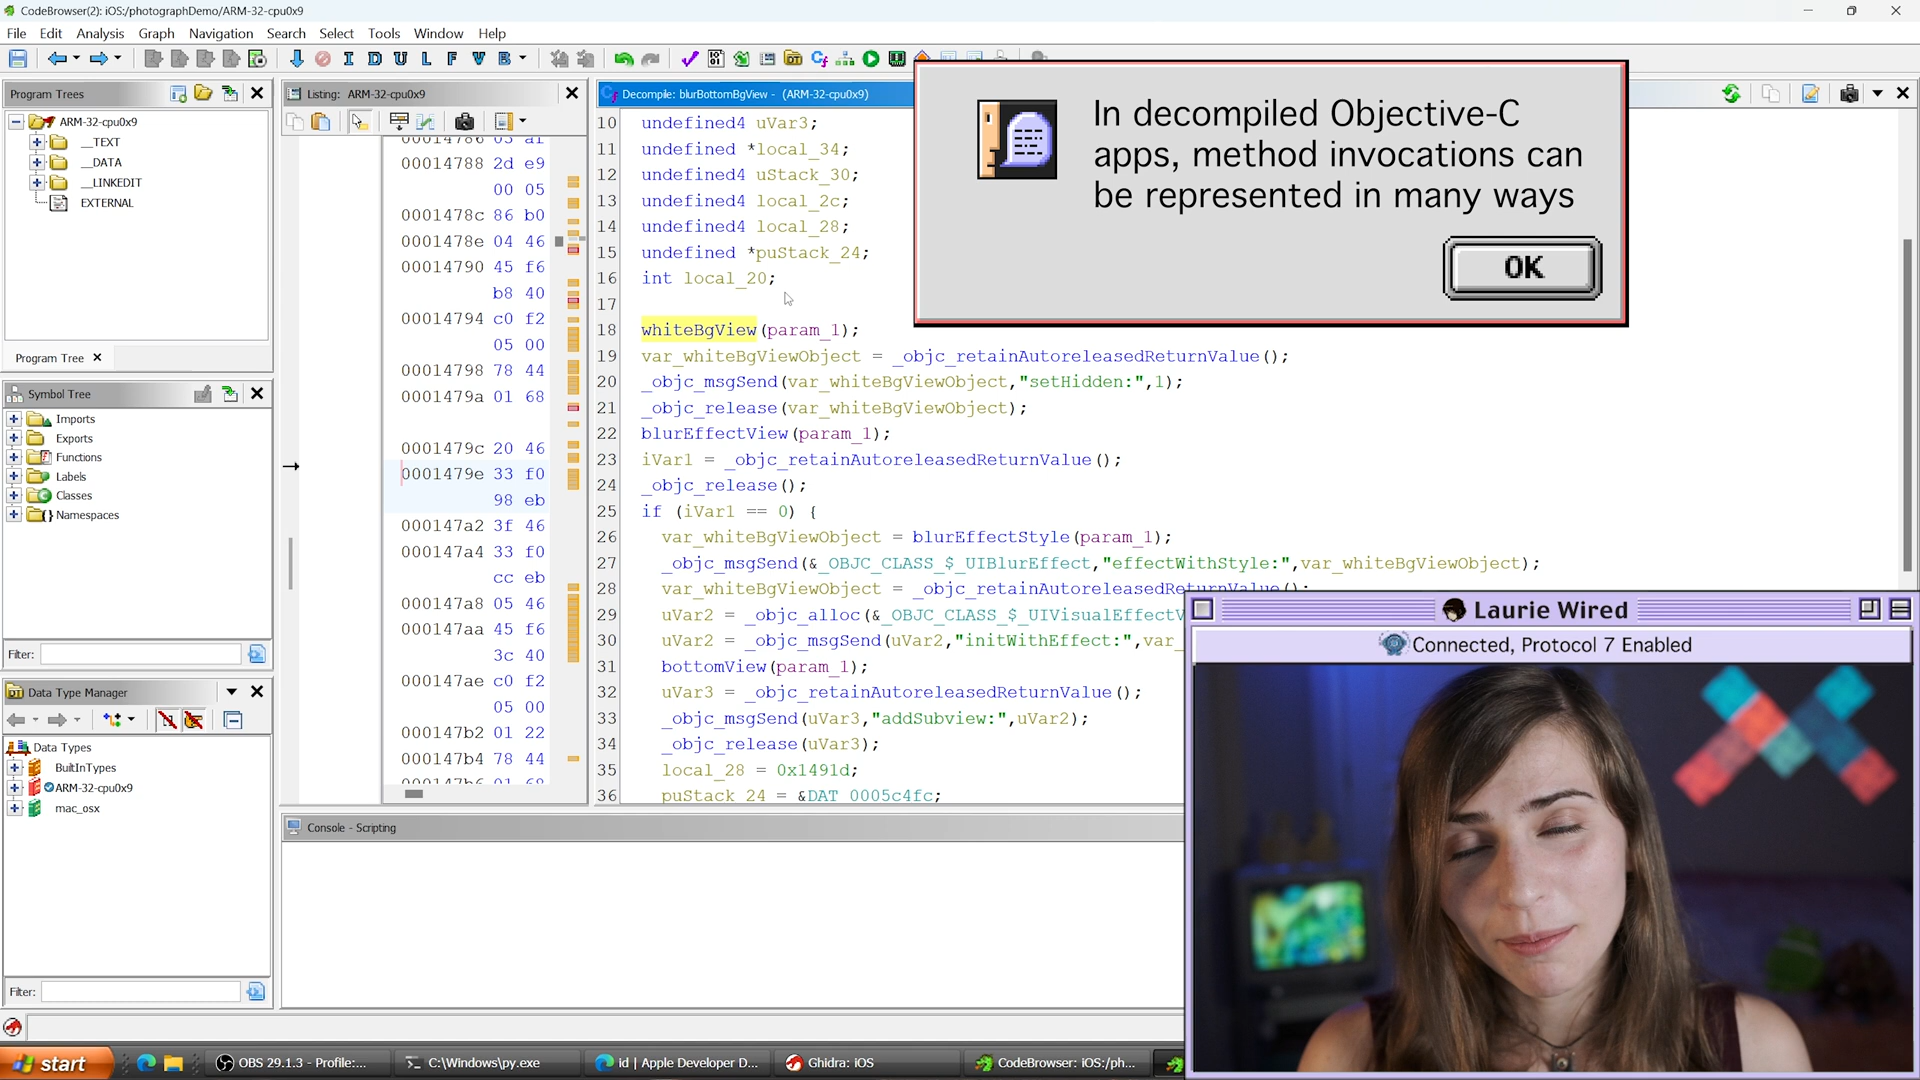 CodeBrowser(2): iOS:/photographDemo/ARM-32-cpu0x9
File Edit Analysis Graph Navigation Search Select Tools Window Help
I D U L F V B
Program Trees
ARM-32-cpu0x9
__TEXT
__DATA
__LINKEDIT
EXTERNAL
Program Tree
Symbol Tree
Imports
Exports
Functions
Labels
Classes
Namespaces
Filter:
Data Type Manager
Data Types
BuiltInTypes
ARM-32-cpu0x9
mac_osx
Filter:
Listing: ARM-32-cpu0x9
00014788 2d e9
00 05
0001478c 86 b0
0001478e 04 46
00014790 45 f6
b8 40
00014794 c0 f2
05 00
00014798 78 44
0001479a 01 68
0001479c 20 46
0001479e 33 f0
98 eb
000147a2 3f 46
000147a4 33 f0
cc eb
000147a8 05 46
000147aa 45 f6
3c 40
000147ae c0 f2
05 00
000147b2 01 22
000147b4 78 44
Decompile: blurBottomBgView - (ARM-32-cpu0x9)
10 undefined4 uVar3;
11 undefined *local_34;
12 undefined4 uStack_30;
13 undefined4 local_2c;
14 undefined4 local_28;
15 undefined *puStack_24;
16 int local_20;
17
18 whiteBgView(param_1);
19 var_whiteBgViewObject = _objc_retainAutoreleasedReturnValue();
20 _objc_msgSend(var_whiteBgViewObject,"setHidden:",1);
21 _objc_release(var_whiteBgViewObject);
22 blurEffectView(param_1);
23 iVar1 = _objc_retainAutoreleasedReturnValue();
24 _objc_release();
25 if (iVar1 == 0) {
26 var_whiteBgViewObject = blurEffectStyle(param_1);
27 _objc_msgSend(&_OBJC_CLASS_$_UIBlurEffect,"effectWithStyle:",var_whiteBgViewObject);
28 var_whiteBgViewObject = _objc_retainAutoreleasedReturnValue();
29 uVar2 = _objc_alloc(&_OBJC_CLASS_$_UIVisualEffectV
30 uVar2 = _objc_msgSend(uVar2,"initWithEffect:",var_
31 bottomView(param_1);
32 uVar3 = _objc_retainAutoreleasedReturnValue();
33 _objc_msgSend(uVar3,"addSubview:",uVar2);
34 _objc_release(uVar3);
35 local_28 = 0x1491d;
36 puStack_24 = &DAT_0005c4fc;
In decompiled Objective-C
apps, method invocations can
be represented in many ways
OK
Console - Scripting
Laurie Wired
Connected, Protocol 7 Enabled
start
OBS 29.1.3 - Profile:...
C:\Windows\py.exe
id | Apple Developer D...
Ghidra: iOS
CodeBrowser: iOS:/ph...